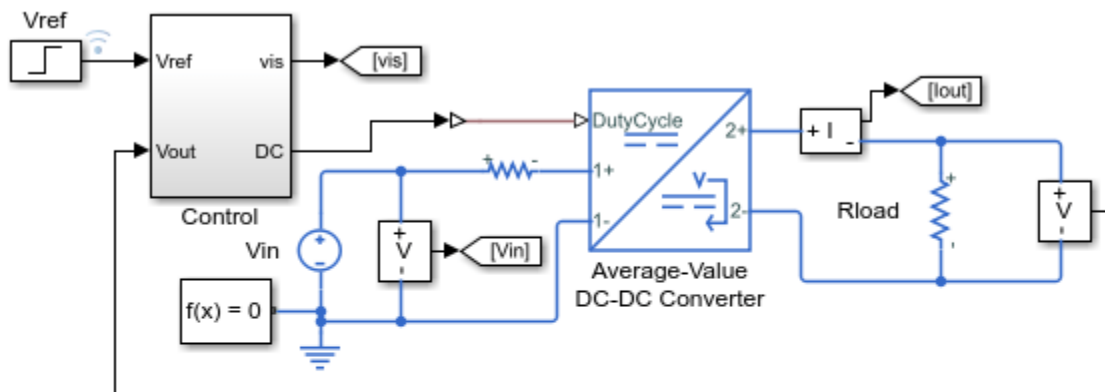 Vref
Vref
vis
[vis]
Vout
DC
Control
DutyCycle
1+
1-
2+
2-
V
Average-Value
DC-DC Converter
+ I
-
[Iout]
+
-
Vin
+
-
+
V
-
[Vin]
f(x) = 0
Rload
+
-
+
V
-